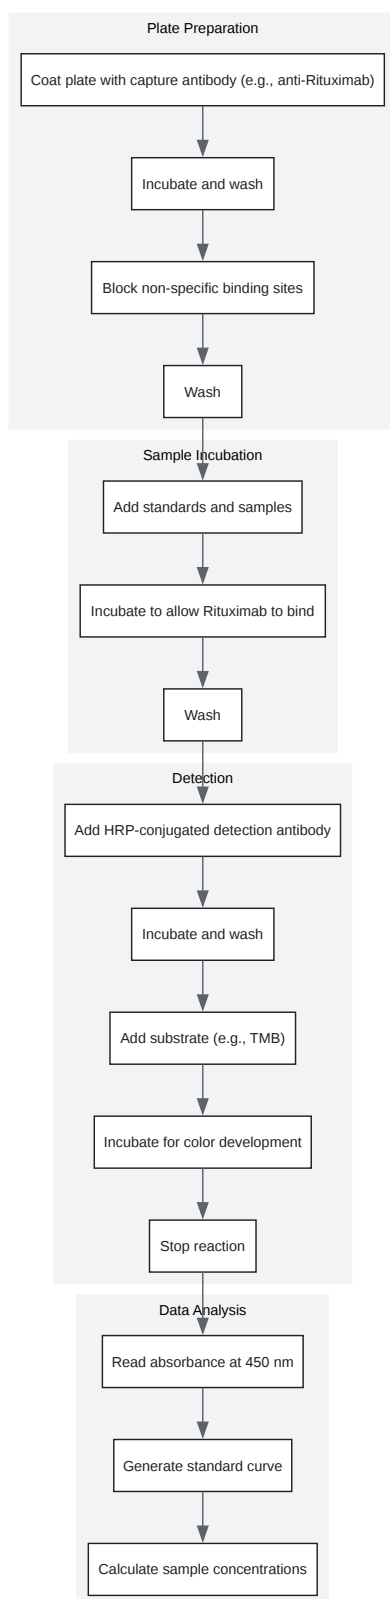 Plate Preparation
Coat plate with capture antibody (e.g., anti-Rituximab)
Incubate and wash
Block non-specific binding sites
Wash
Sample Incubation
Add standards and samples
Incubate to allow Rituximab to bind
Wash
Detection
Add HRP-conjugated detection antibody
Incubate and wash
Add substrate (e.g., TMB)
Incubate for color development
Stop reaction
Data Analysis
Read absorbance at 450 nm
Generate standard curve
Calculate sample concentrations